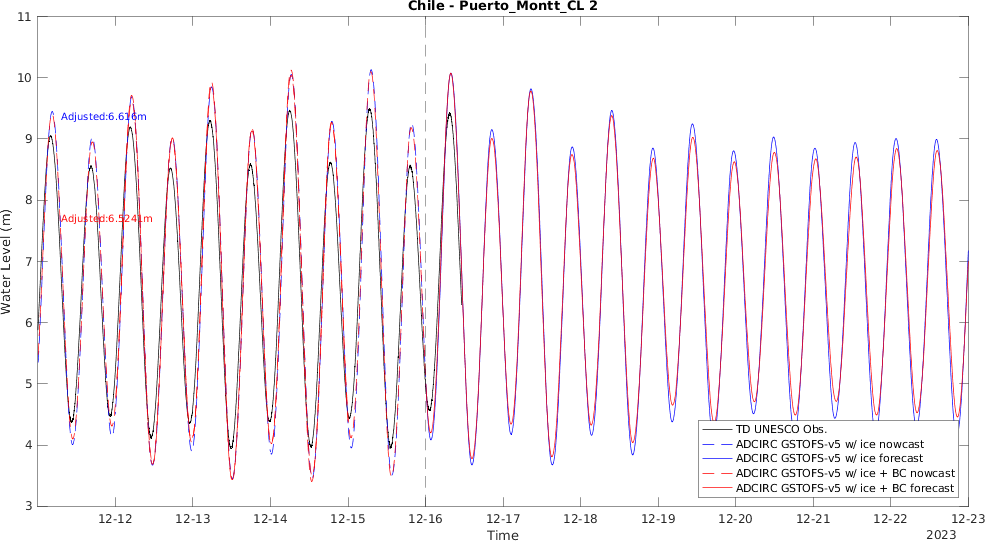 Chile - Puerto_Montt_CL 2
11
10
9
8
7
6
5
4
3
Water Level (m)
Adjusted:6.616m
Adjusted:6.5241m
TD UNESCO Obs.
ADCIRC GSTOFS-v5 w/ ice nowcast
ADCIRC GSTOFS-v5 w/ ice forecast
ADCIRC GSTOFS-v5 w/ ice + BC nowcast
ADCIRC GSTOFS-v5 w/ ice + BC forecast
12-12 12-13 12-14 12-15 12-16 12-17 12-18 12-19 12-20 12-21 12-22 12-23
Time
2023